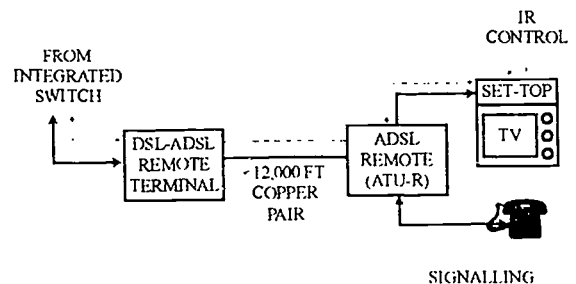 IR
CONTROL
FROM
INTEGRATED
SWITCH
SET-TOP
TV
DSL-ADSL
REMOTE
TERMINAL
ADSL
REMOTE
(ATU-R)
12,000 FT
COPPER
PAIR
SIGNALLING